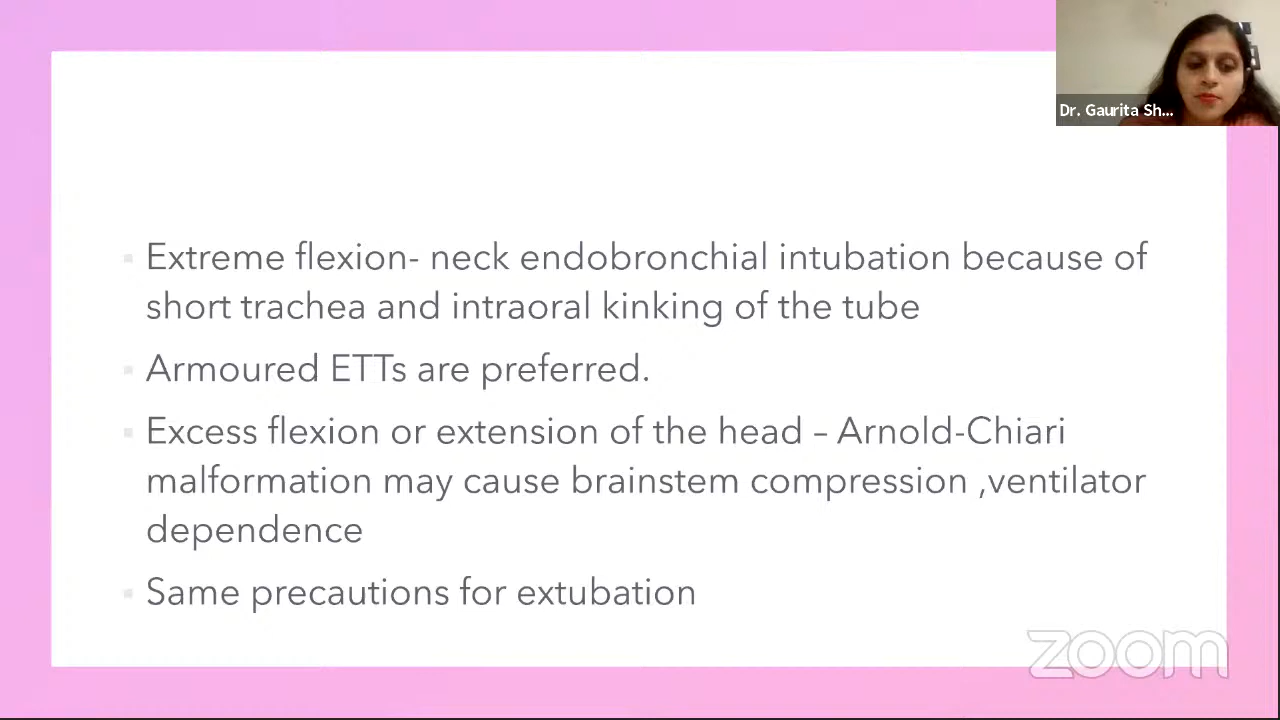 Dr. Gaurita Sh...
Extreme flexion- neck endobronchial intubation because of
short trachea and intraoral kinking of the tube
Armoured ETTs are preferred.
Excess flexion or extension of the head – Arnold-Chiari
malformation may cause brainstem compression ,ventilator
dependence
Same precautions for extubation
zoom